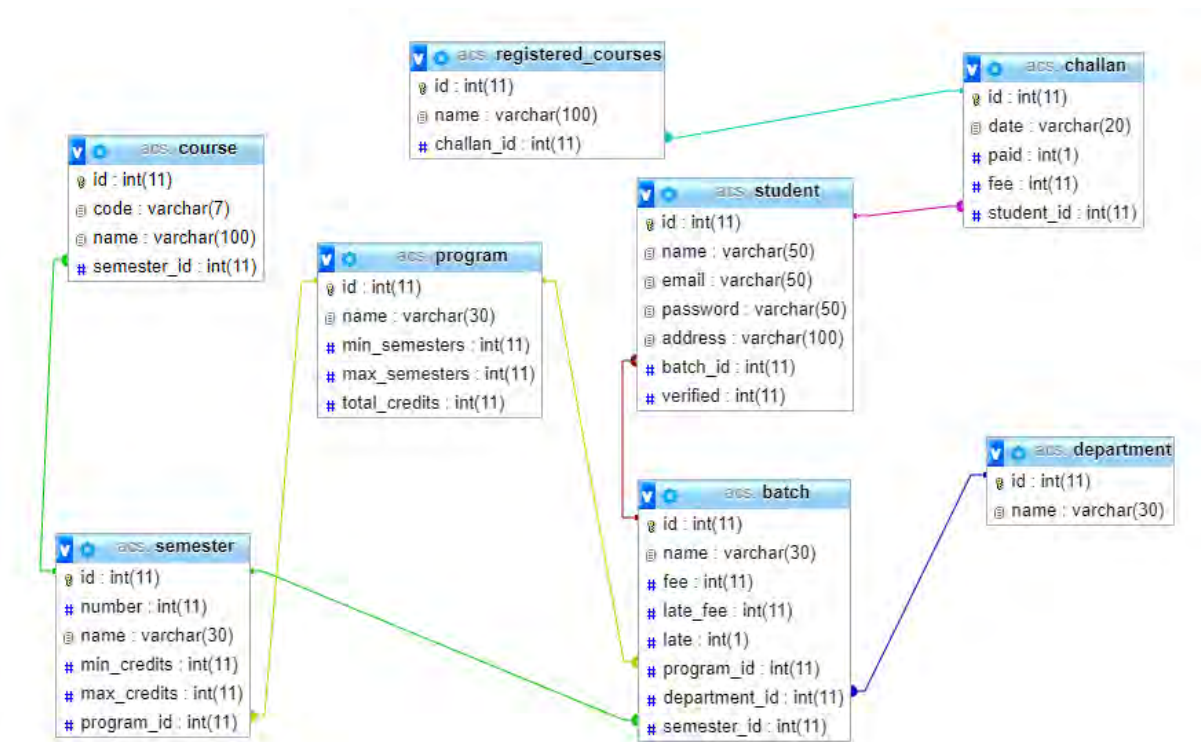 acs. registered_courses
id : int(11)
name : varchar(100)
challan_id : int(11)
acs. challan
id : int(11)
date : varchar(20)
paid : int(1)
fee : int(11)
student_id : int(11)
acs. course
id : int(11)
code : varchar(7)
name : varchar(100)
semester_id : int(11)
acs. student
id : int(11)
name : varchar(50)
email : varchar(50)
password : varchar(50)
address : varchar(100)
batch_id : int(11)
verified : int(11)
acs. program
id : int(11)
name : varchar(30)
min_semesters : int(11)
max_semesters : int(11)
total_credits : int(11)
acs. department
id : int(11)
name : varchar(30)
acs. batch
id : int(11)
name : varchar(30)
fee : int(11)
late_fee : int(11)
late : int(1)
program_id : int(11)
department_id : int(11)
semester_id : int(11)
acs. semester
id : int(11)
number : int(11)
name : varchar(30)
min_credits : int(11)
max_credits : int(11)
program_id : int(11)